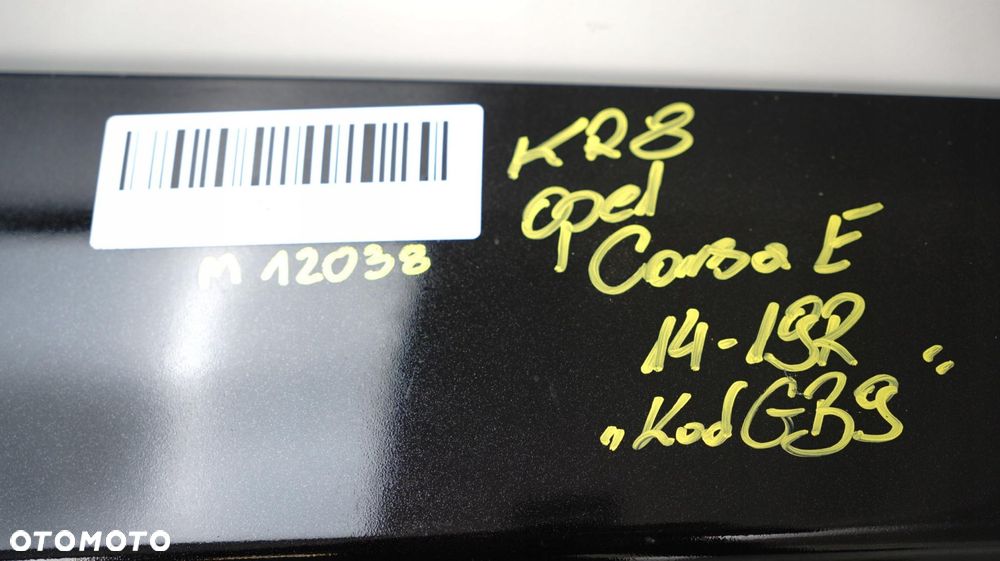 KR8
opel
Corsa E
M 12038
14-19R
„Kod GB9"
OTOMOTO